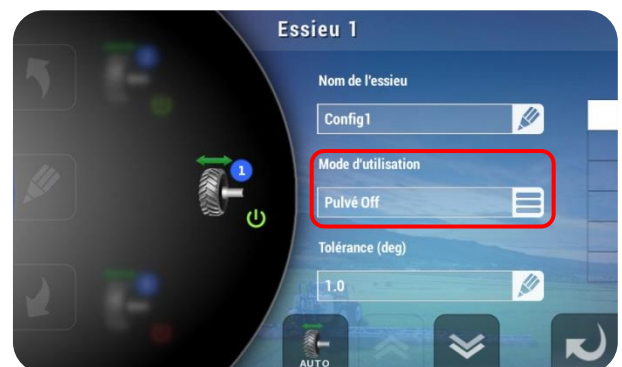 Essieu 1
Nom de l'essieu
Config1
1
Mode d'utilisation
Pulvé Off
Tolérance (deg)
1.0
AUTO